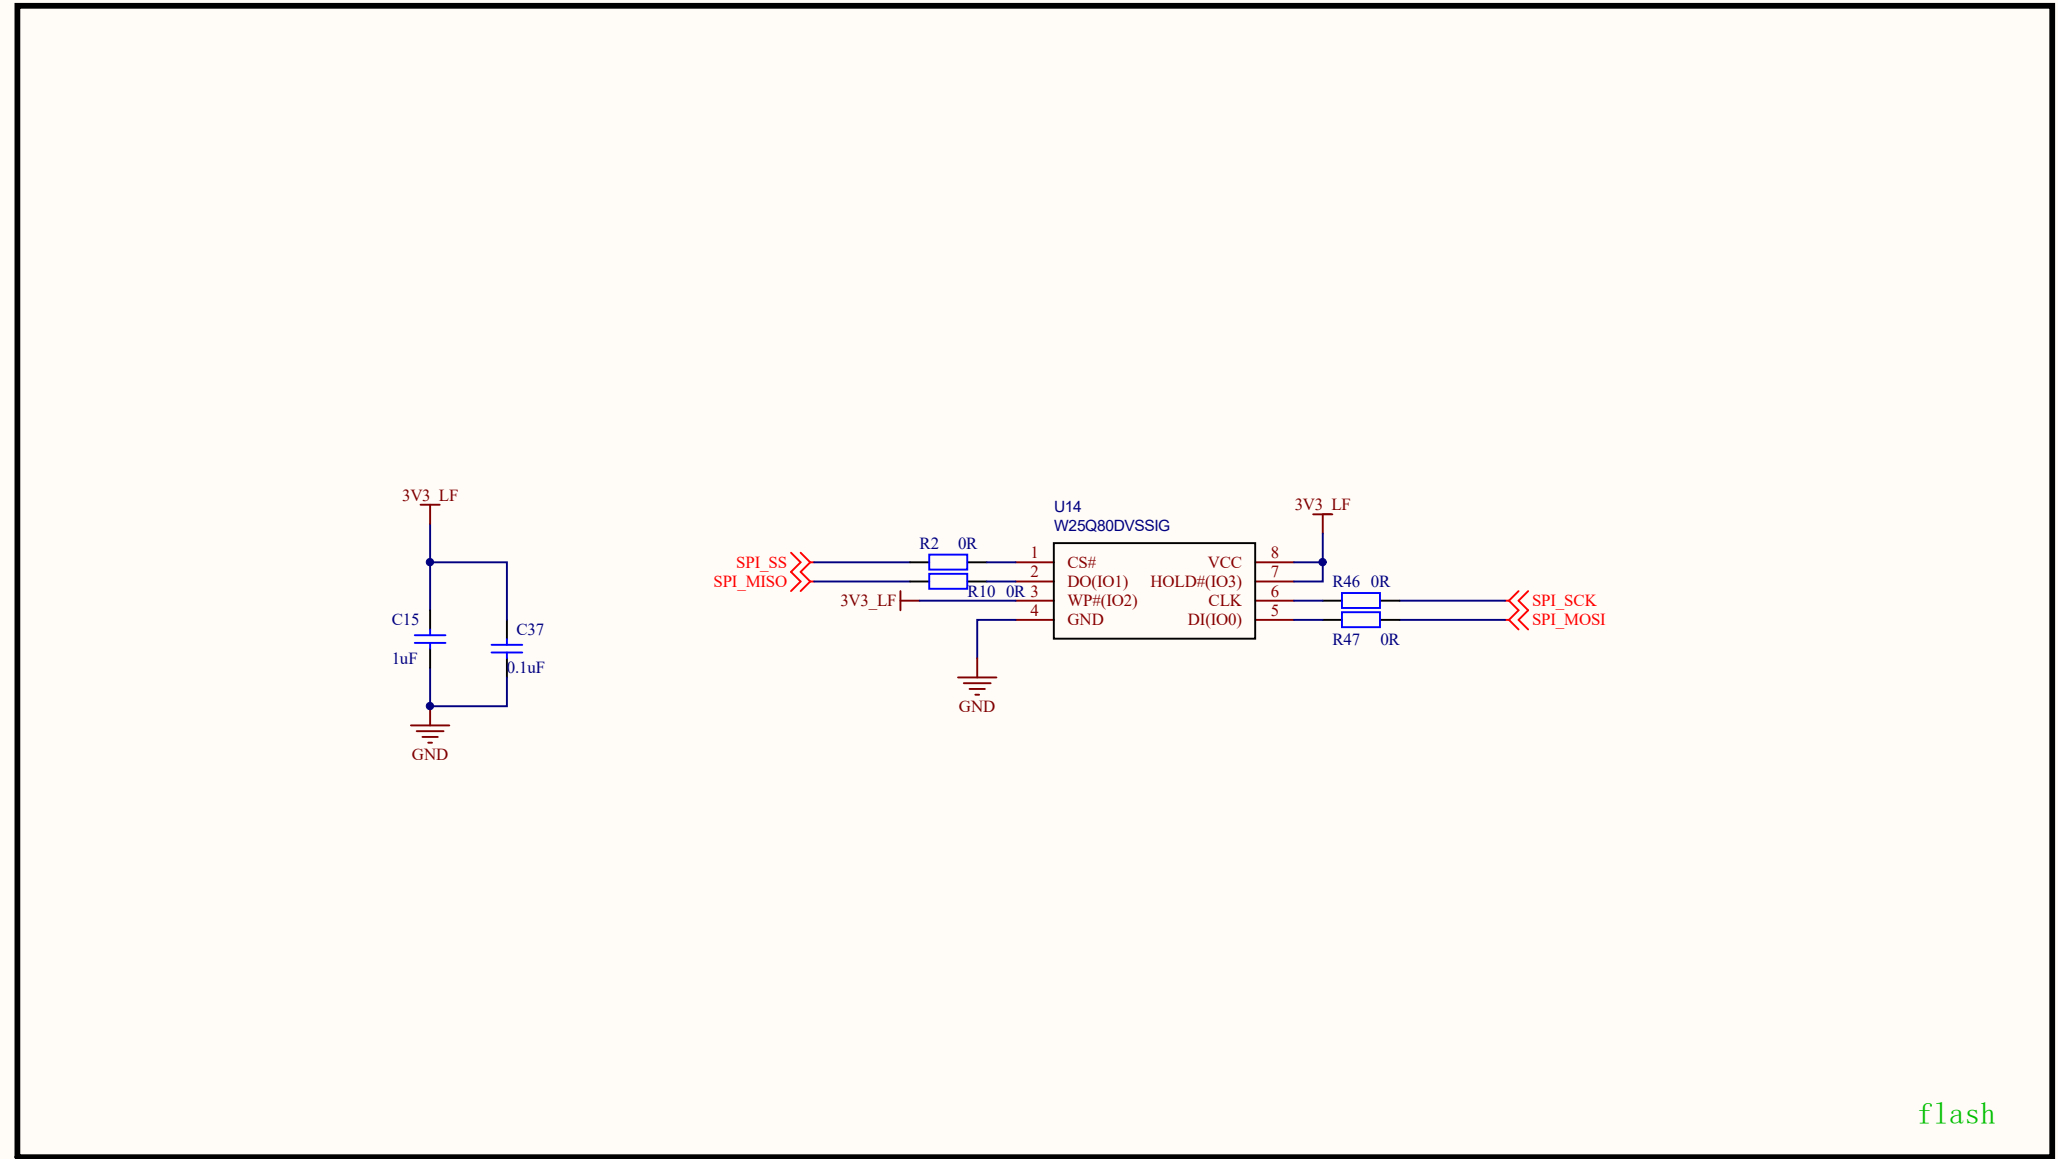 3V3_LF
C15
1uF
C37
0.1uF
GND
U14
W25Q80DVSSIG
3V3_LF
R2 0R
SPI_SS
SPI_MISO
R10 0R
3V3_LF
GND
1 CS#
2 DO(IO1)
3 WP#(IO2)
4 GND
VCC 8
HOLD#(IO3) 7
CLK 6
DI(IO0) 5
R46 0R
SPI_SCK
SPI_MOSI
R47 0R
flash